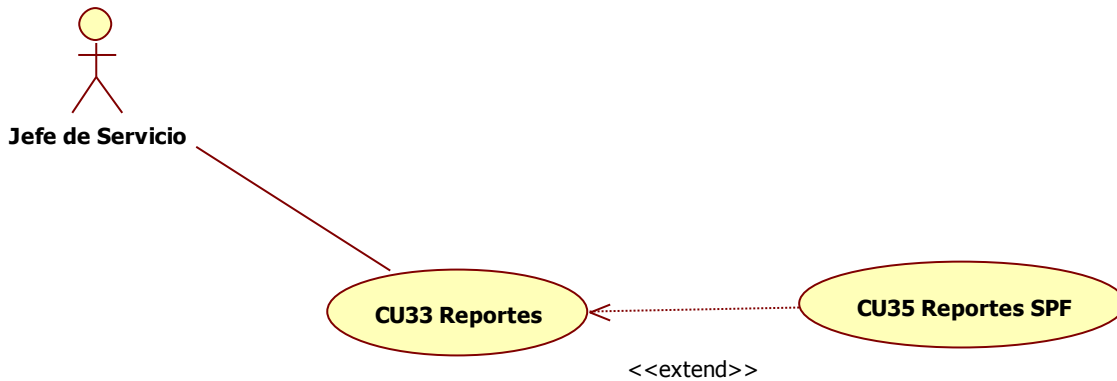 Jefe de Servicio
CU33 Reportes
CU35 Reportes SPF
<<extend>>